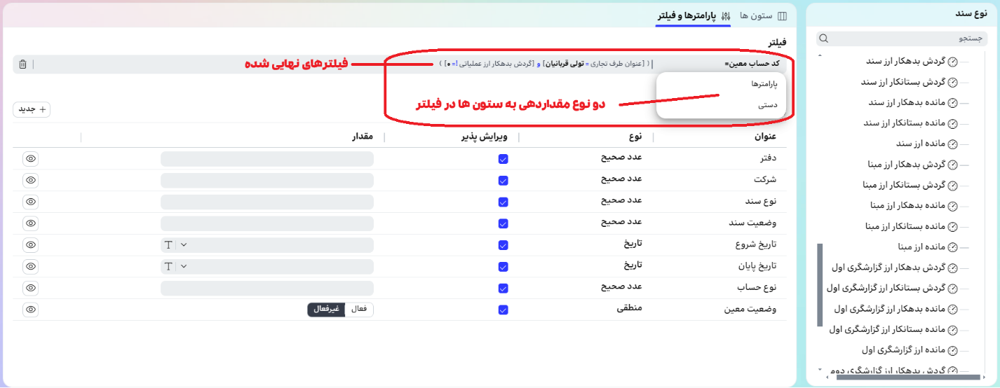 نوع سند
جستجو
گردش بدهکار ارز سند
گردش بستانکار ارز سند
مانده بدهکار ارز سند
مانده بستانکار ارز سند
مانده ارز سند
گردش بدهکار ارز مبنا
گردش بستانکار ارز مبنا
مانده بدهکار ارز مبنا
مانده بستانکار ارز مبنا
مانده ارز مبنا
گردش بدهکار ارز گزارشگری اول
گردش بستانکار ارز گزارشگری اول
مانده بدهکار ارز گزارشگری اول
مانده بستانکار ارز گزارشگری اول
مانده ارز گزارشگری اول
گردش بدهکار ارز گزارشگری دوم
ستون ها پارامترها و فیلتر
فیلتر
کد حساب معین= ( [عنوان طرف تجاری = تولی قربانیان] و [گردش بدهکار ارز عملیاتی != ۰] )
فیلترهای نهایی شده
پارامترها
دستی
دو نوع مقداردهی به ستون ها در فیلتر
+ جدید
عنوان نوع ویرایش پذیر مقدار
دفتر عدد صحیح
شرکت عدد صحیح
نوع سند عدد صحیح
وضعیت سند عدد صحیح
تاریخ شروع تاریخ T
تاریخ پایان تاریخ T
نوع حساب عدد صحیح
وضعیت معین منطقی فعال غیرفعال